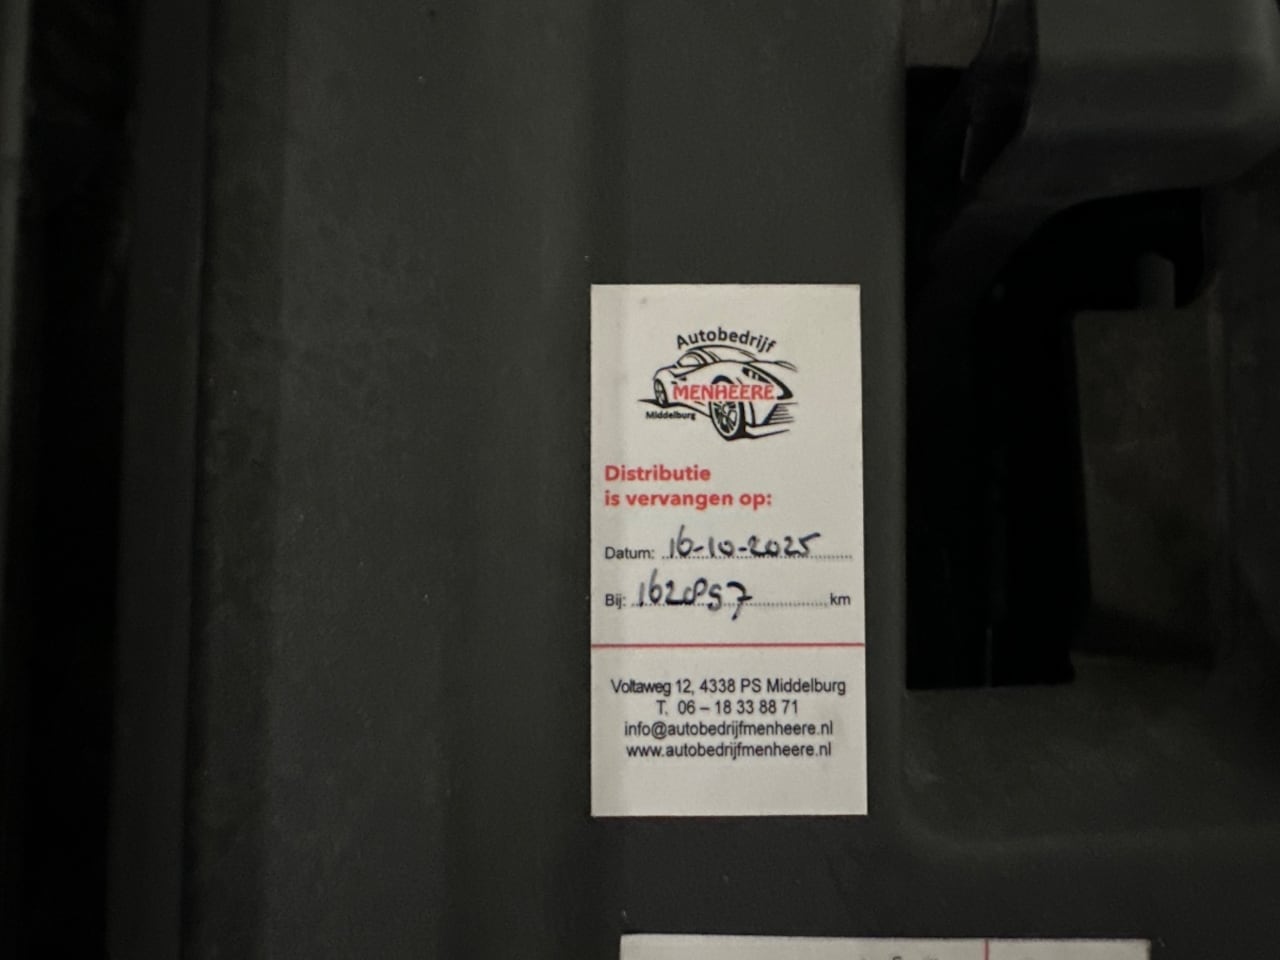 Autobedrijf
MENHEERE
Middelburg
Distributie
is vervangen op:
Datum: 16-10-2025
Bij: km
Voltaweg 12, 4338 PS Middelburg
T. 06 – 18 33 88 71
info@autobedrijfmenheere.nl
www.autobedrijfmenheere.nl